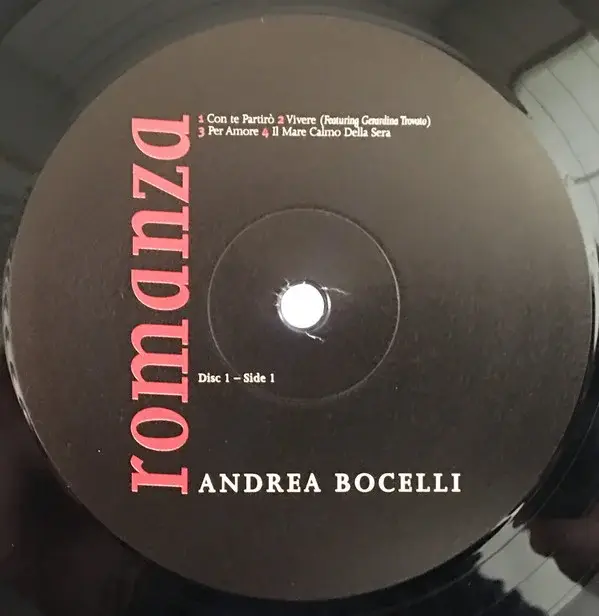 romanza
1 Con te Partirò 2 Vivere (Featuring Gerardina Trovato)
3 Per Amore 4 Il Mare Calmo Della Sera
Disc 1 – Side 1
ANDREA BOCELLI